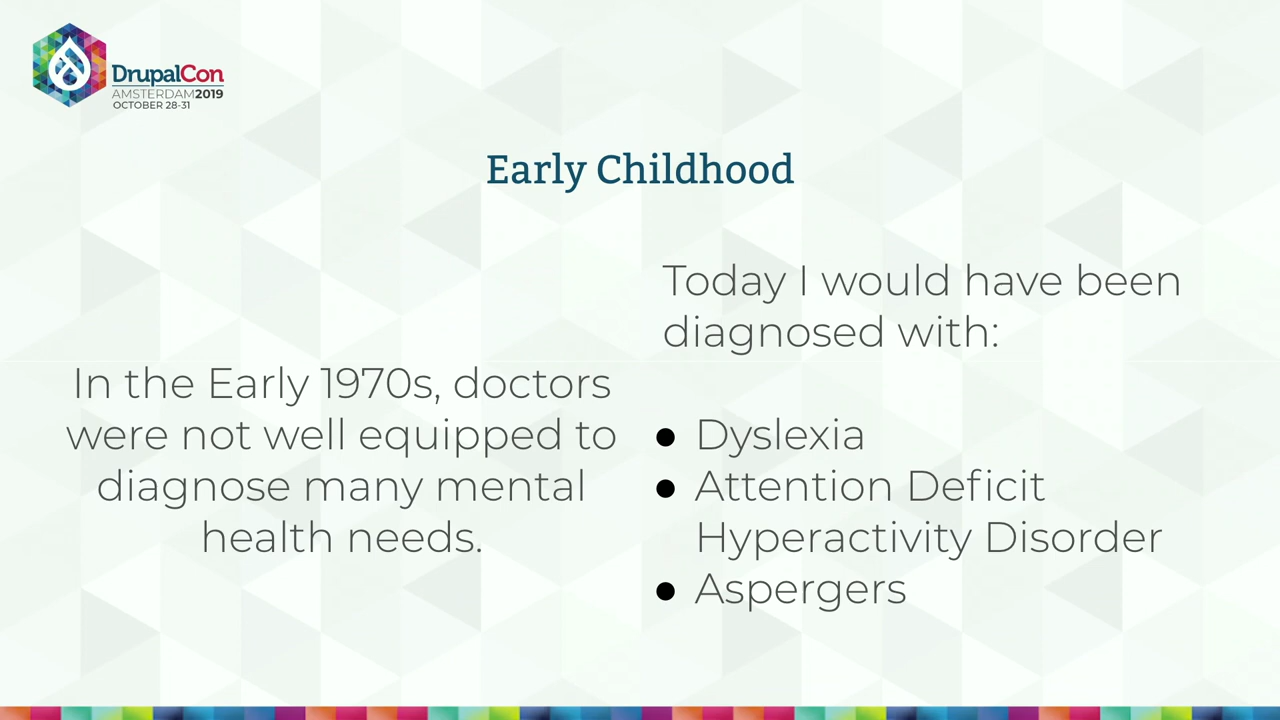 DrupalCon
AMSTERDAM2019
OCTOBER 28-31
Early Childhood
In the Early 1970s, doctors
were not well equipped to
diagnose many mental
health needs.
Today I would have been
diagnosed with:
● Dyslexia
● Attention Deficit
Hyperactivity Disorder
● Aspergers